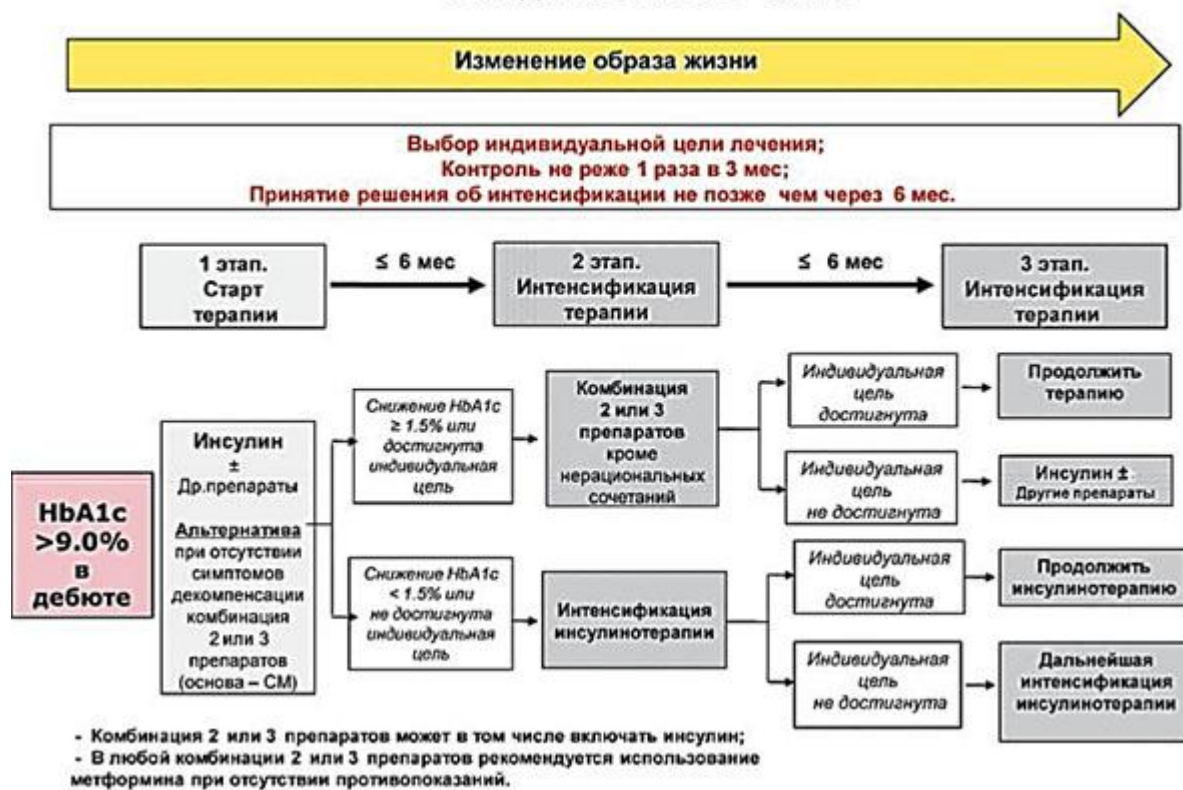 Изменение образа жизни
Выбор индивидуальной цели лечения;
Контроль не реже 1 раза в 3 мес;
Принятие решения об интенсификации не позже чем через 6 мес.
1 этап.
Старт
терапии
≤ 6 мес
2 этап.
Интенсификация
терапии
≤ 6 мес
3 этап.
Интенсификация
терапии
HbA1c
>9.0%
в
дебюте
Инсулин
±
Др.препараты
Альтернатива
при отсутствии
симптомов
декомпенсации
комбинация
2 или 3
препаратов
(основа – СМ)
Снижение HbA1c
≥ 1.5% или
достигнута
индивидуальная
цель
Комбинация
2 или 3
препаратов
кроме
нерациональных
сочетаний
Индивидуальная
цель
достигнута
Продолжить
терапию
Индивидуальная
цель
не достигнута
Инсулин ±
Другие препараты
Снижение HbA1c
< 1.5% или
не достигнута
индивидуальная
цель
Интенсификация
инсулинотерапии
Индивидуальная
цель
достигнута
Продолжить
инсулинотерапию
Индивидуальная
цель
не достигнута
Дальнейшая
интенсификация
инсулинотерапии
- Комбинация 2 или 3 препаратов может в том числе включать инсулин;
- В любой комбинации 2 или 3 препаратов рекомендуется использование
метформина при отсутствии противопоказаний.